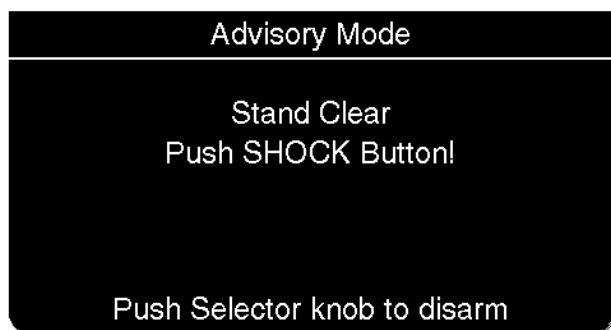 Advisory Mode
Stand Clear
Push SHOCK Button!
Push Selector knob to disarm